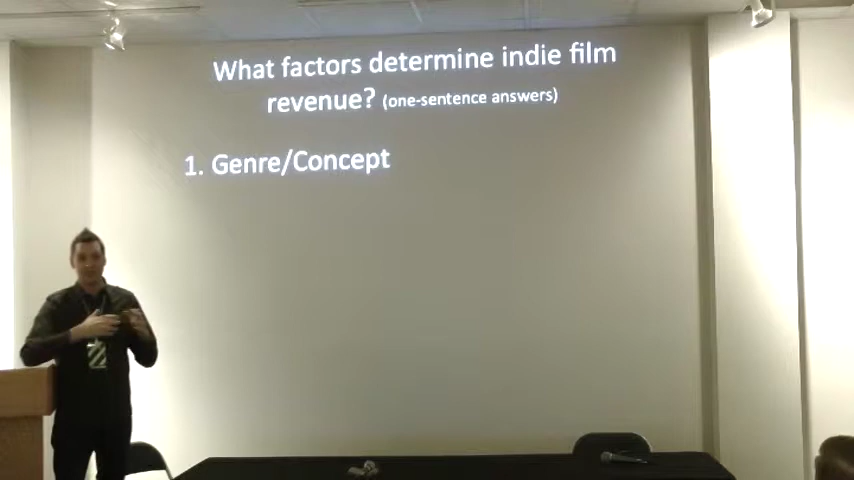 What factors determine indie film
revenue? (one-sentence answers)
1. Genre/Concept